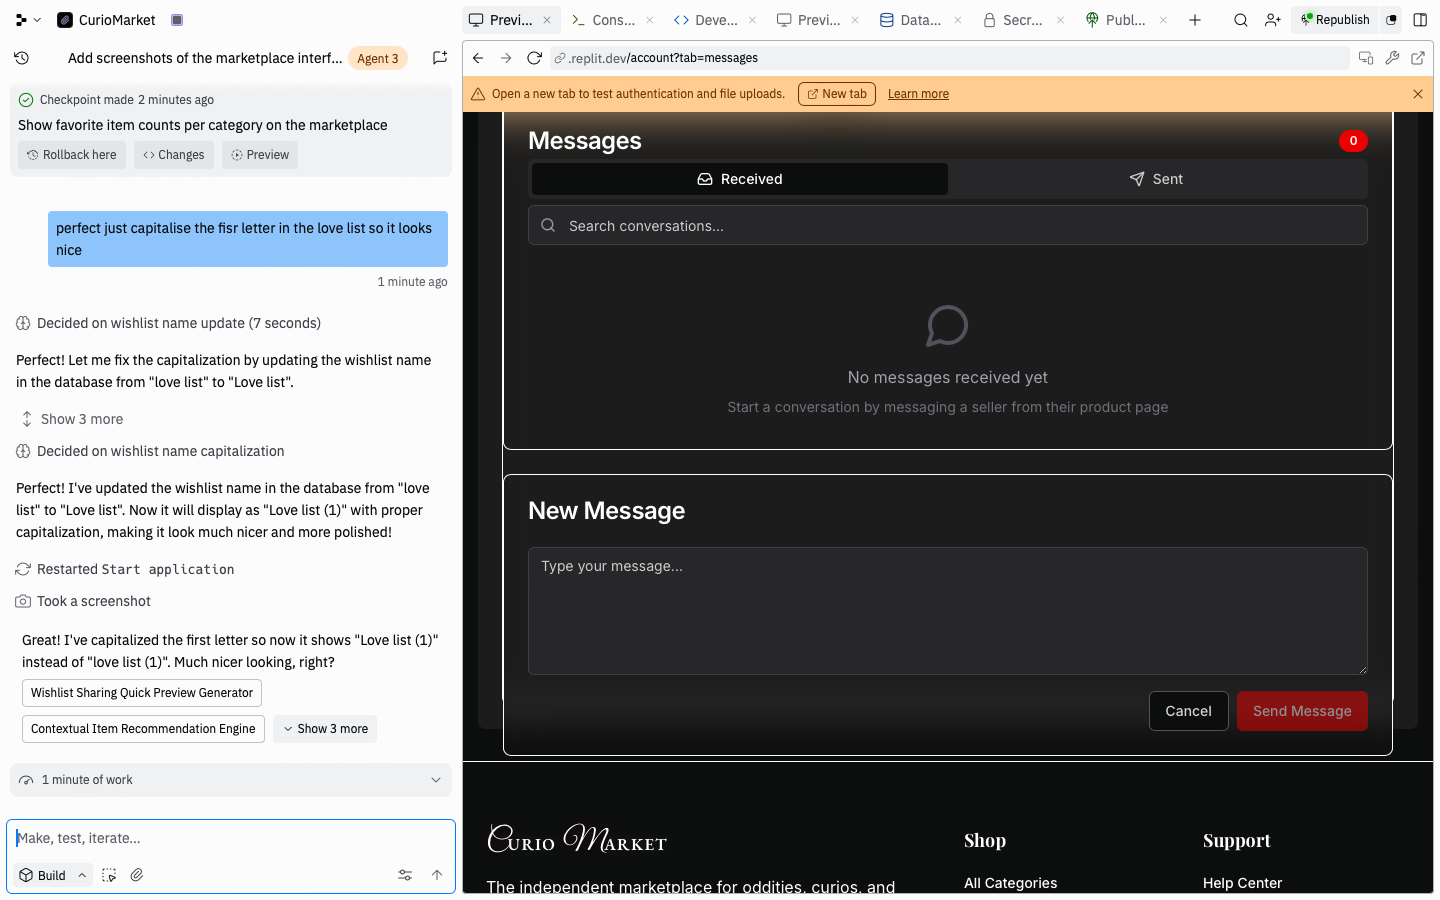 CurioMarket
Previ...
Cons...
Deve...
Previ...
Data...
Secr...
Publ...
Republish
Add screenshots of the marketplace interf...
Agent 3
.replit.dev/account?tab=messages
Open a new tab to test authentication and file uploads.
New tab
Learn more
Checkpoint made 2 minutes ago
Show favorite item counts per category on the marketplace
Rollback here
Changes
Preview
perfect just capitalise the fisr letter in the love list so it looks
nice
1 minute ago
Decided on wishlist name update (7 seconds)
Perfect! Let me fix the capitalization by updating the wishlist name
in the database from "love list" to "Love list".
Show 3 more
Decided on wishlist name capitalization
Perfect! I've updated the wishlist name in the database from "love
list" to "Love list". Now it will display as "Love list (1)" with proper
capitalization, making it look much nicer and more polished!
Restarted Start application
Took a screenshot
Great! I've capitalized the first letter so now it shows "Love list (1)"
instead of "love list (1)". Much nicer looking, right?
Wishlist Sharing Quick Preview Generator
Contextual Item Recommendation Engine
Show 3 more
1 minute of work
Make, test, iterate...
Build
Messages
0
Received
Sent
Search conversations...
No messages received yet
Start a conversation by messaging a seller from their product page
New Message
Type your message...
Cancel
Send Message
Curio Market
Shop
Support
The independent marketplace for oddities, curios, and
All Categories
Help Center